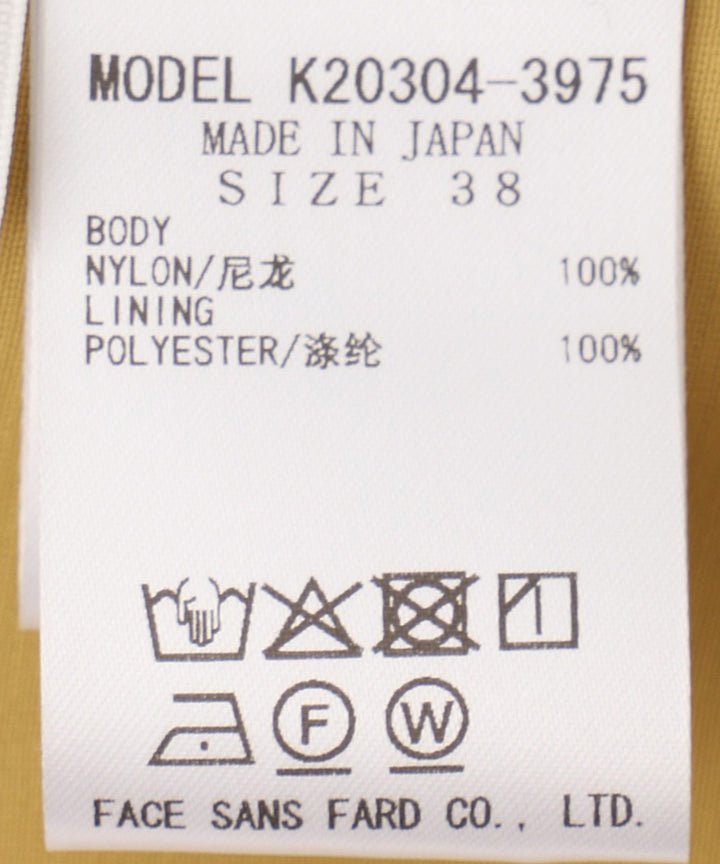 MODEL K20304-3975
MADE IN JAPAN
SIZE 38
BODY
NYLON/尼龙 100%
LINING
POLYESTER/涤纶 100%
F W
FACE SANS FARD CO., LTD.